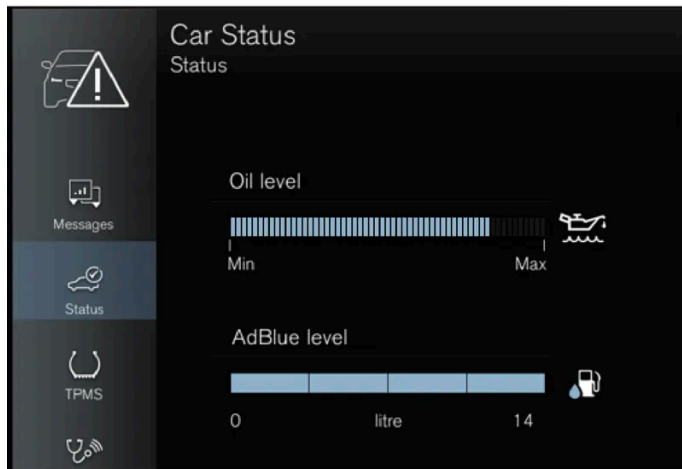 Car Status
Status
Messages
Status
TPMS
Oil level
Min Max
AdBlue level
0 litre 14